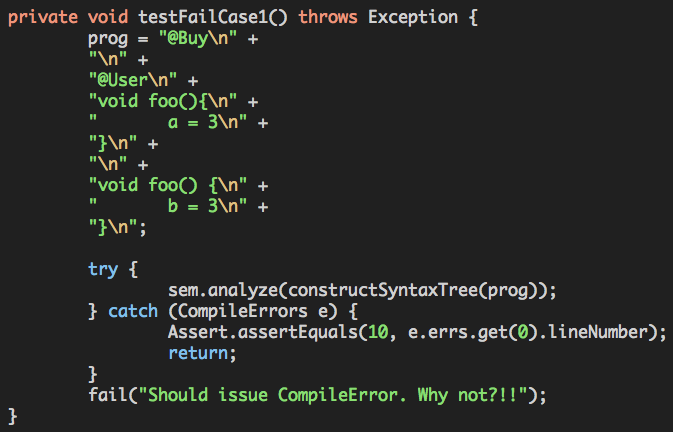 private void testFailCase1() throws Exception {
        prog = "@Buy\n" +
        "\n" +
        "@User\n" +
        "void foo(){\n" +
        "       a = 3\n" +
        "}\n" +
        "\n" +
        "void foo() {\n" +
        "       b = 3\n" +
        "}\n";

        try {
                sem.analyze(constructSyntaxTree(prog));
        } catch (CompileErrors e) {
                Assert.assertEquals(10, e.errs.get(0).lineNumber);
                return;
        }
        fail("Should issue CompileError. Why not?!!");
}